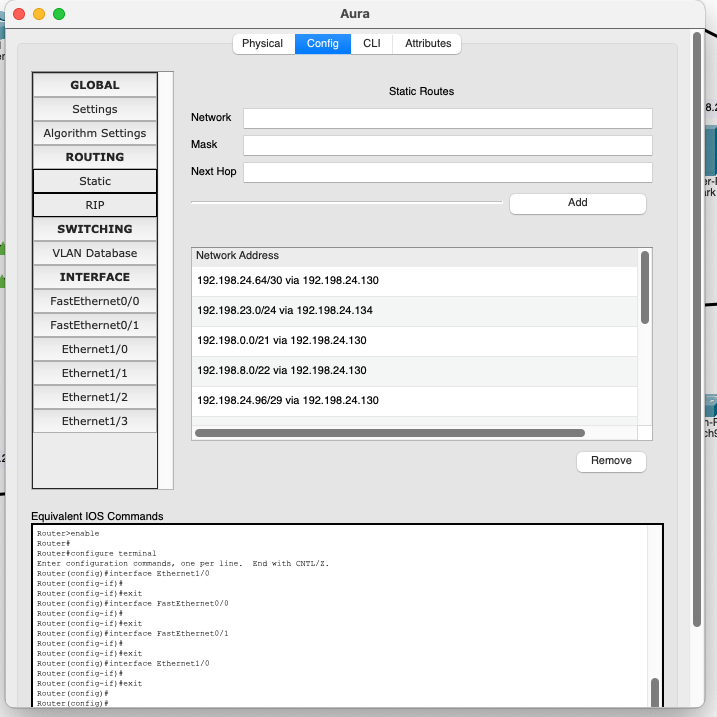 Aura
Physical Config CLI Attributes
GLOBAL
Settings
Algorithm Settings
ROUTING
Static
RIP
SWITCHING
VLAN Database
INTERFACE
FastEthernet0/0
FastEthernet0/1
Ethernet1/0
Ethernet1/1
Ethernet1/2
Ethernet1/3
Static Routes
Network
Mask
Next Hop
Add
Network Address
192.198.24.64/30 via 192.198.24.130
192.198.23.0/24 via 192.198.24.134
192.198.0.0/21 via 192.198.24.130
192.198.8.0/22 via 192.198.24.130
192.198.24.96/29 via 192.198.24.130
Remove
Equivalent IOS Commands
Router>enable
Router#
Router#configure terminal
Enter configuration commands, one per line.  End with CNTL/Z.
Router(config)#interface Ethernet1/0
Router(config-if)#
Router(config-if)#exit
Router(config)#interface FastEthernet0/0
Router(config-if)#
Router(config-if)#exit
Router(config)#interface FastEthernet0/1
Router(config-if)#
Router(config-if)#exit
Router(config)#interface Ethernet1/0
Router(config-if)#
Router(config-if)#exit
Router(config)#
Router(config)#